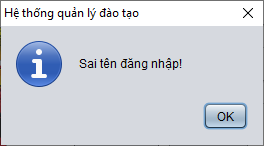 Hệ thống quản lý đào tạo
Sai tên đăng nhập!
OK